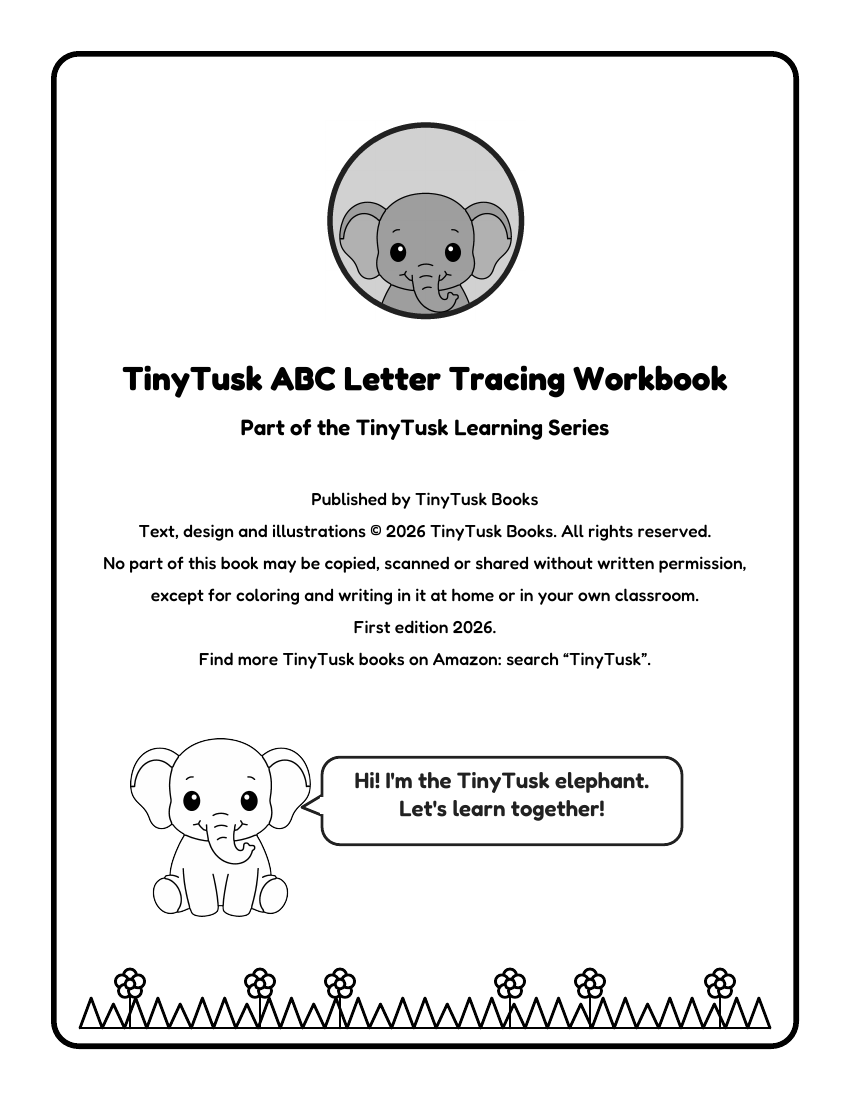 TinyTusk ABC Letter Tracing Workbook
Part of the TinyTusk Learning Series
Published by TinyTusk Books
Text, design and illustrations © 2026 TinyTusk Books. All rights reserved.
No part of this book may be copied, scanned or shared without written permission,
except for coloring and writing in it at home or in your own classroom.
First edition 2026.
Find more TinyTusk books on Amazon: search “TinyTusk”.
Hi! I'm the TinyTusk elephant.
Let's learn together!